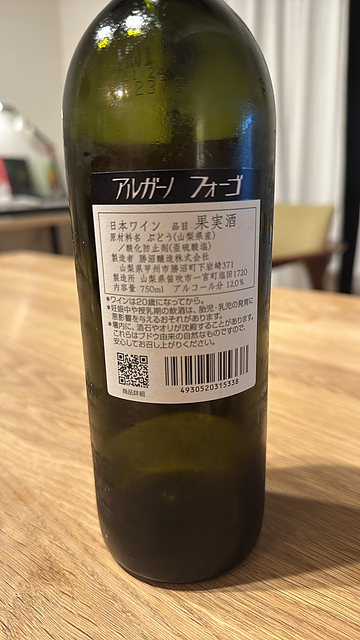 アルガーノ フォーゴ
日本ワイン 品目 果実酒
原材料名 ぶどう(山梨県産)
／酸化防止剤(亜硫酸塩)
製造者 勝沼醸造株式会社
山梨県甲州市勝沼町下岩崎371
製造所 山梨県笛吹市一宮町塩田1720
内容量 750ml アルコール分 12.0%
*ワインは20歳になってから。
*妊娠中や授乳期の飲酒は、胎児・乳児の発育に
悪影響を与えるおそれがあります。
*壜内に、酒石やオリが沈殿することがあります。
これらはブドウ由来の自然なものですので、
安心してお召し上がりください。
商品詳細
4930520315338